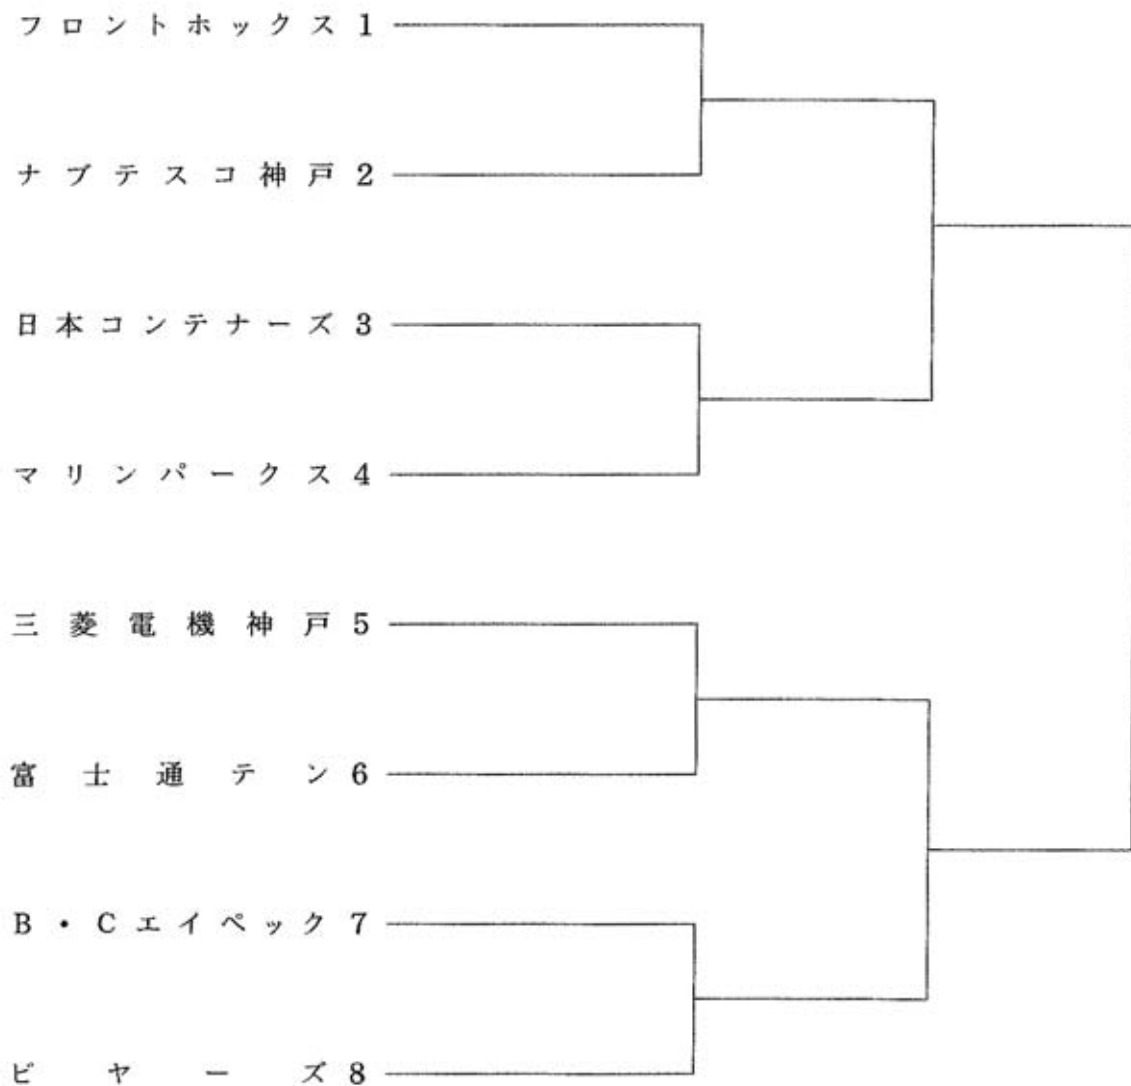 フロントホックス 1
ナブテスコ神戸 2
日本コンテナーズ 3
マリンパークス 4
三菱電機神戸 5
富士通テン 6
B・Cエイペック 7
ビヤーズ 8